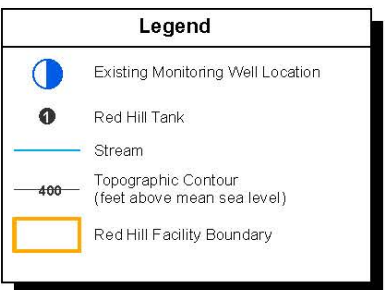 Legend
Existing Monitoring Well Location
1 Red Hill Tank
Stream
400 Topographic Contour
(feet above mean sea level)
Red Hill Facility Boundary